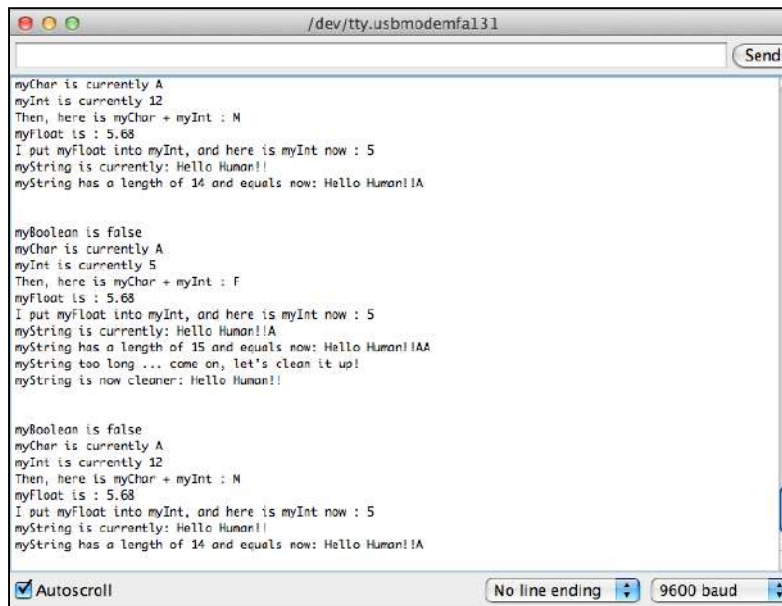 /dev/tty.usbmodemfa131
Send
myChar is currently A
myInt is currently 12
Then, here is myChar + myInt : M
myFloat is : 5.68
I put myFloat into myInt, and here is myInt now : 5
myString is currently: Hello Human!!
myString has a length of 14 and equals now: Hello Human!!A
myBoolean is false
myChar is currently A
myInt is currently 5
Then, here is myChar + myInt : F
myFloat is : 5.68
I put myFloat into myInt, and here is myInt now : 5
myString is currently: Hello Human!!A
myString has a length of 15 and equals now: Hello Human!!AA
myString too long ... come on, let's clean it up!
myString is now cleaner: Hello Human!!
myBoolean is false
myChar is currently A
myInt is currently 12
Then, here is myChar + myInt : M
myFloat is : 5.68
I put myFloat into myInt, and here is myInt now : 5
myString is currently: Hello Human!!
myString has a length of 14 and equals now: Hello Human!!A
Autoscroll No line ending 9600 baud